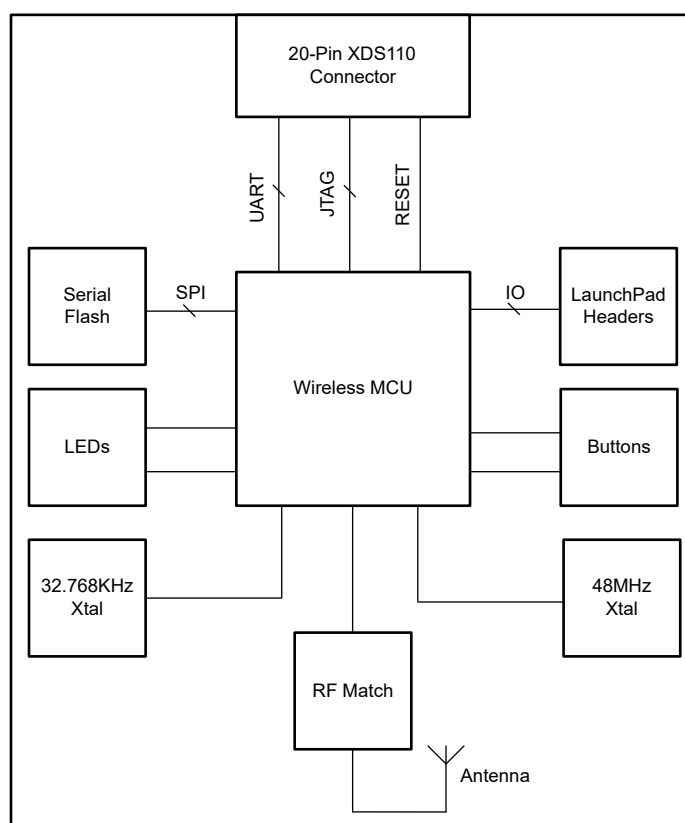 20-Pin XDS110
Connector
UART
JTAG
RESET
Serial
Flash
SPI
IO
LaunchPad
Headers
Wireless MCU
LEDs
Buttons
32.768KHz
Xtal
48MHz
Xtal
RF Match
Antenna